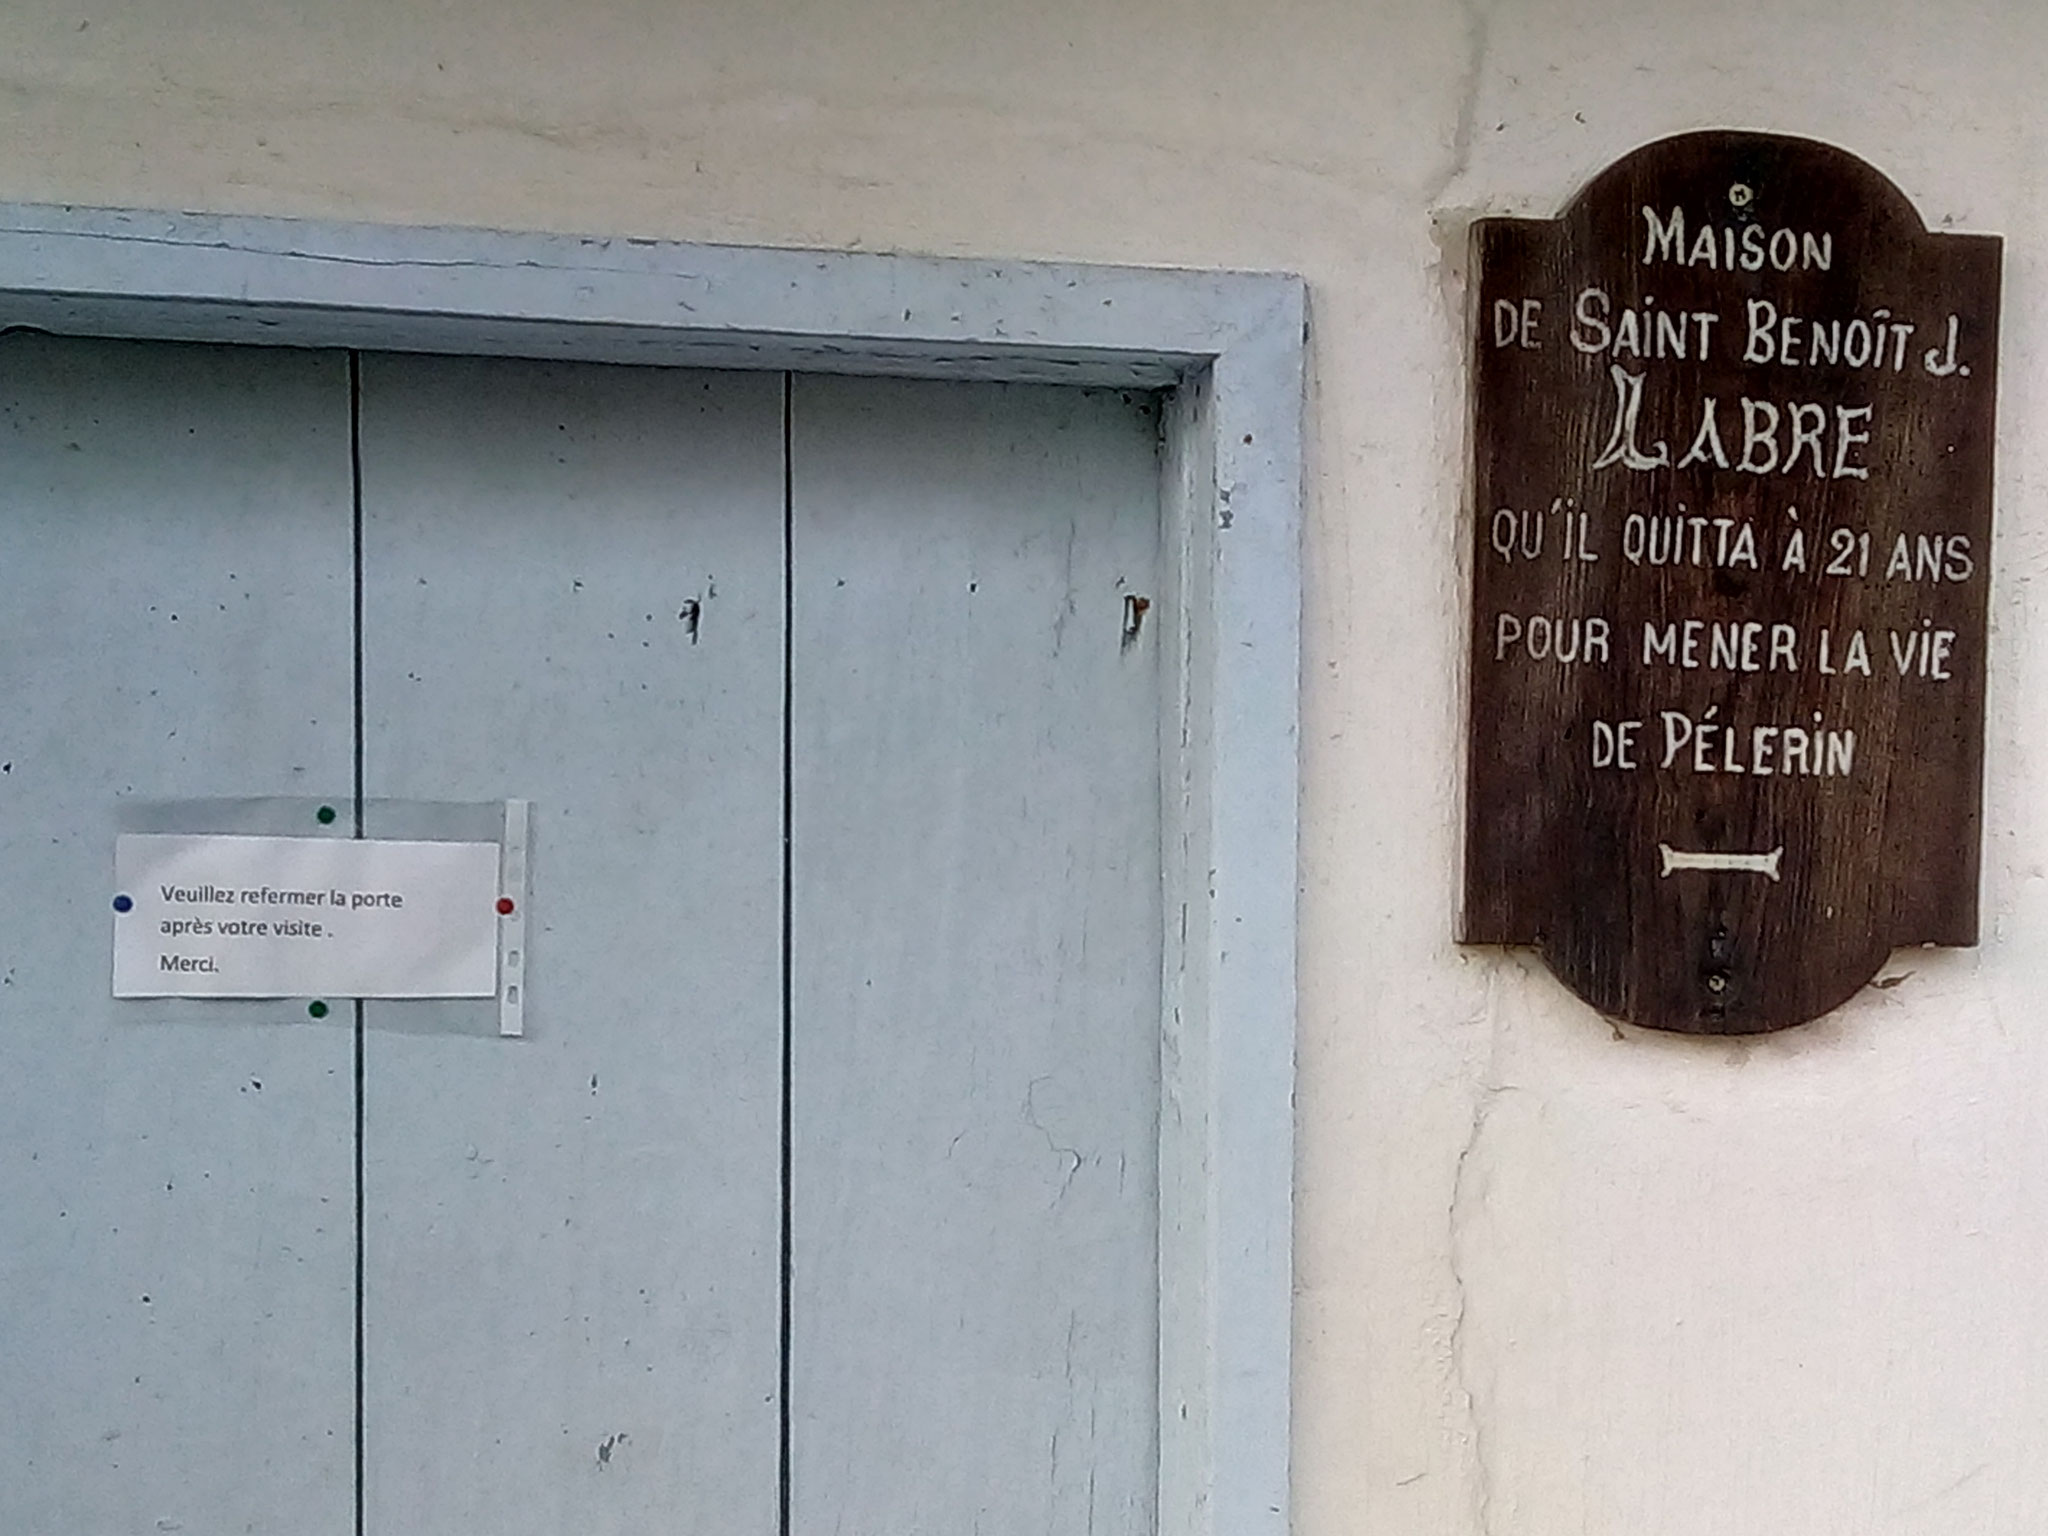 Veuillez refermer la porte
après votre visite .
Merci.
MAISON
DE SAINT BENOÎT J.
LABRE
QU'IL QUITTA À 21 ANS
POUR MENER LA VIE
DE PÉLERIN